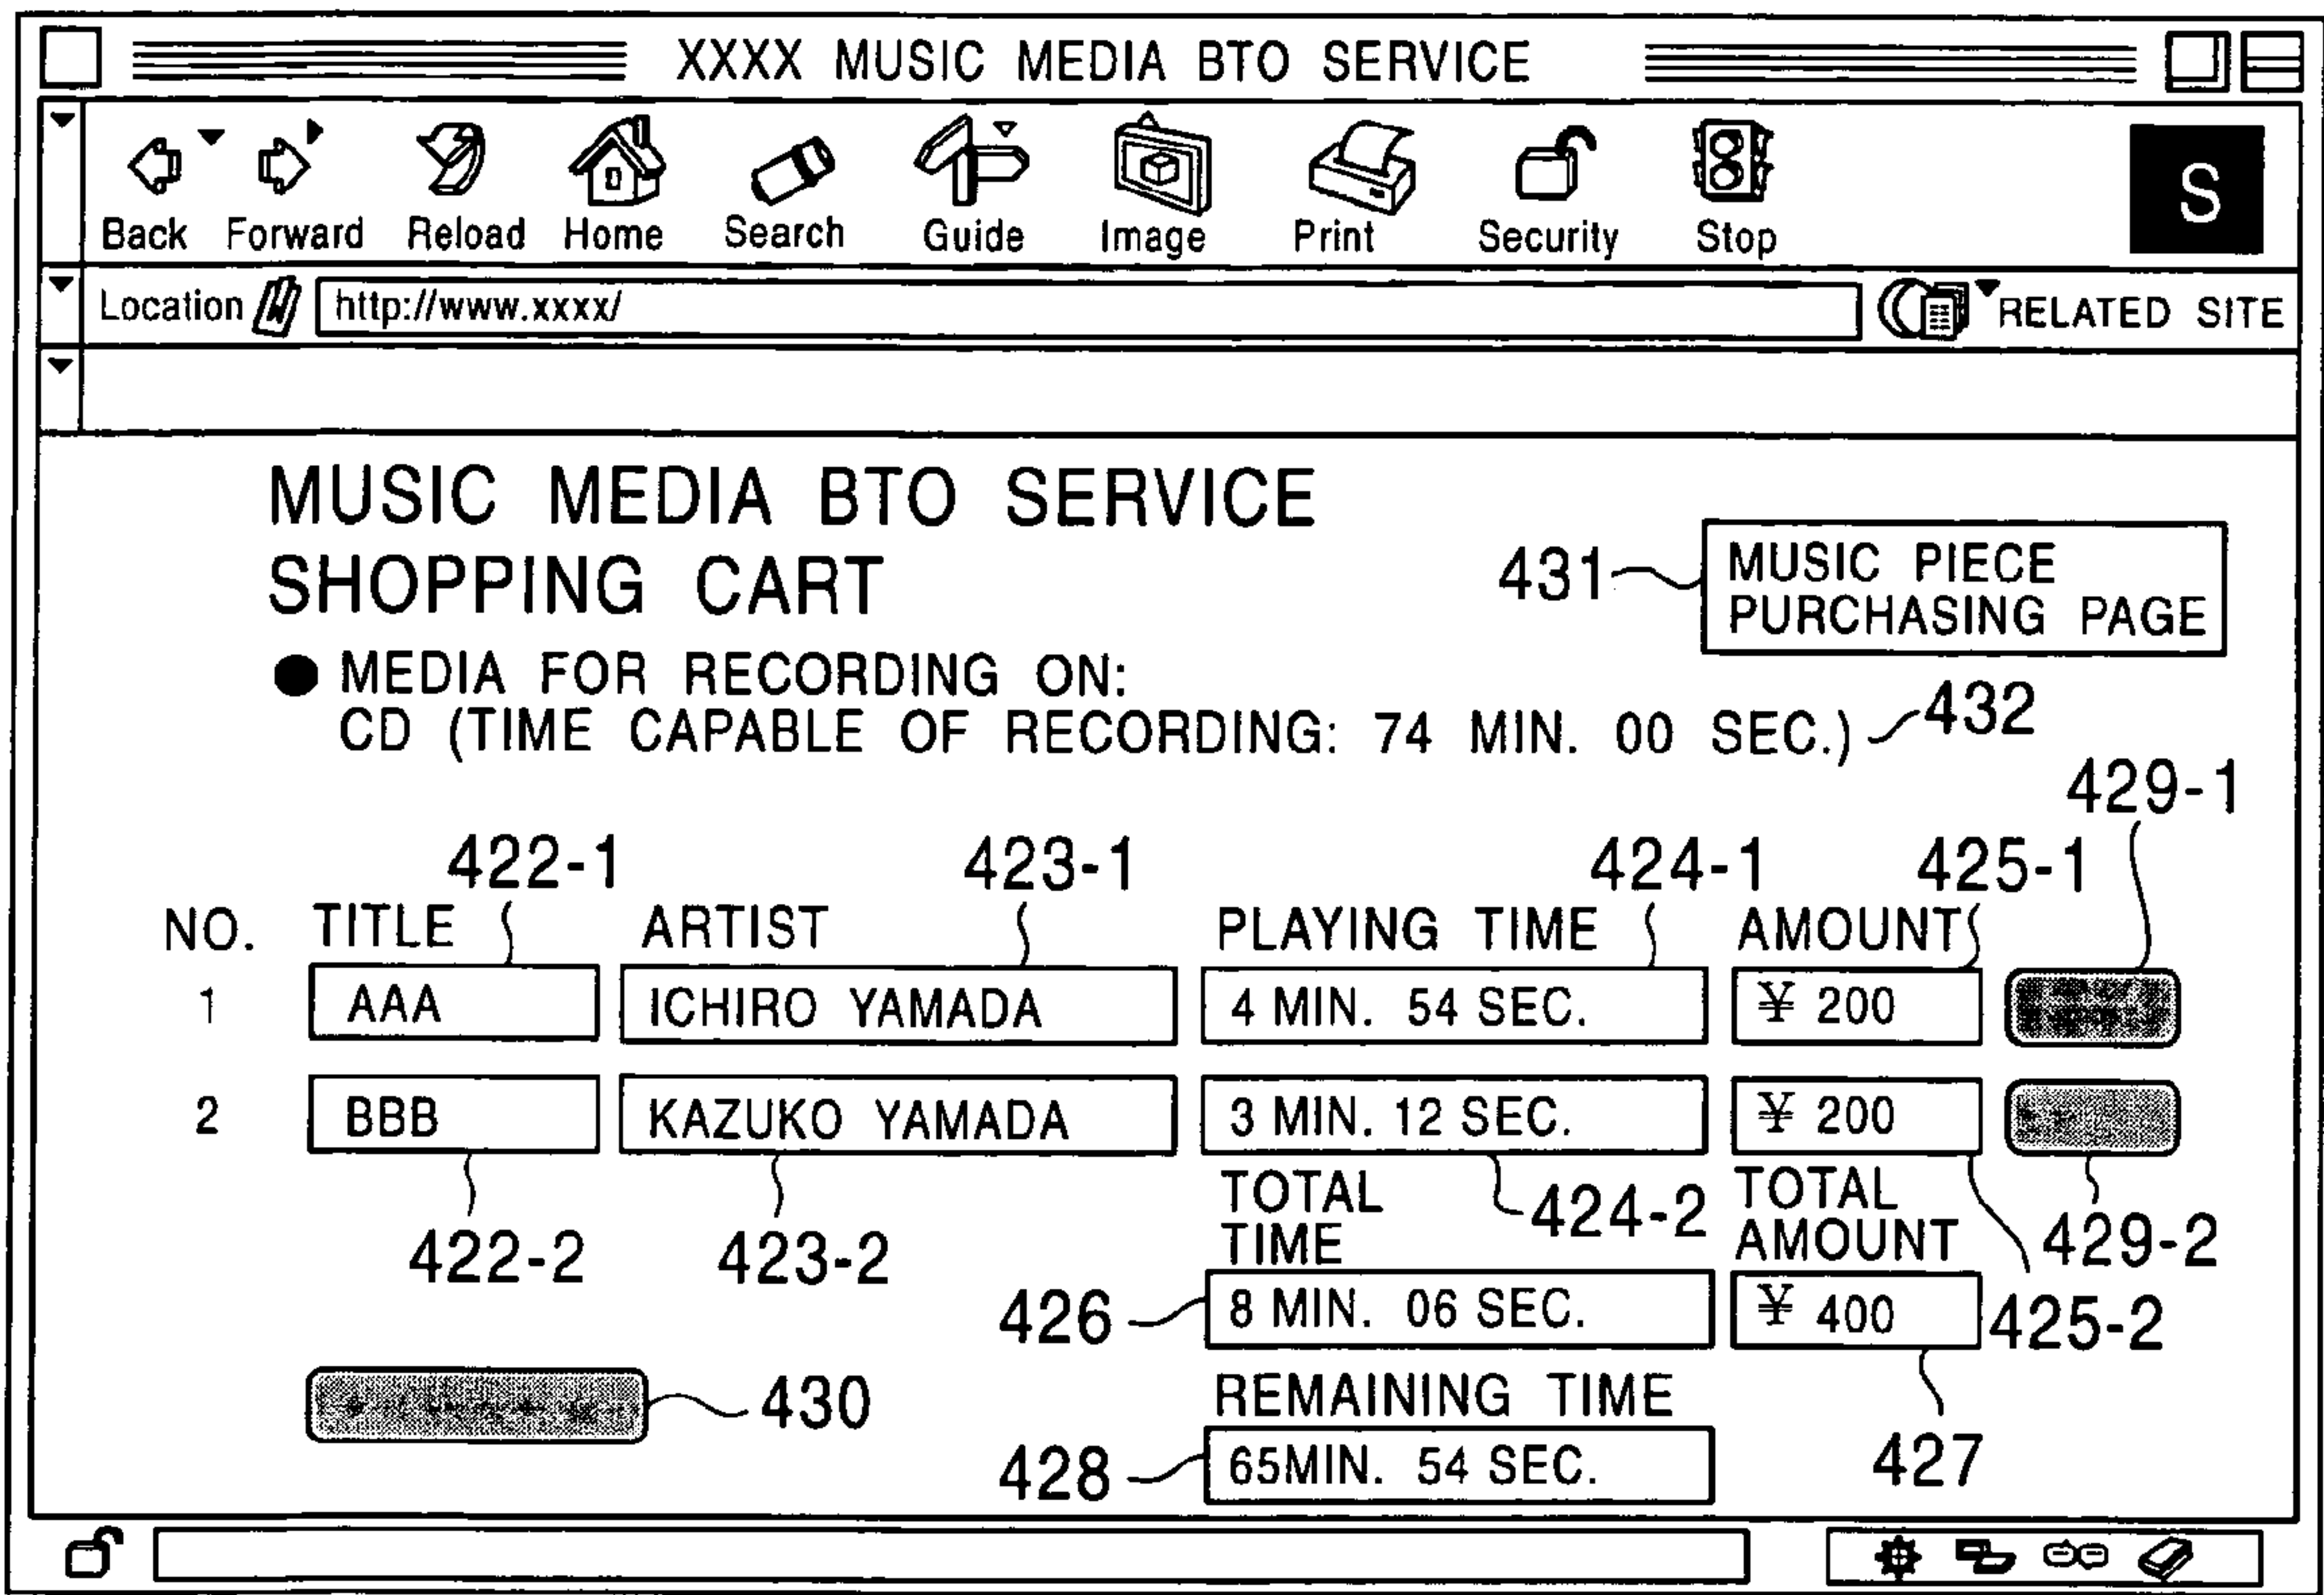 XXXX MUSIC MEDIA BTO SERVICE
Back Forward Reload Home Search Guide Image Print Security Stop
S
Location http://www.xxxx/ RELATED SITE
MUSIC MEDIA BTO SERVICE
SHOPPING CART
431 MUSIC PIECE
PURCHASING PAGE
● MEDIA FOR RECORDING ON:
CD (TIME CAPABLE OF RECORDING: 74 MIN. 00 SEC.) 432
429-1
422-1 423-1 424-1 425-1
NO. TITLE ARTIST PLAYING TIME AMOUNT
1 AAA ICHIRO YAMADA 4 MIN. 54 SEC. ¥ 200
2 BBB KAZUKO YAMADA 3 MIN. 12 SEC. ¥ 200
422-2 423-2 424-2 429-2
TOTAL
TIME
TOTAL
AMOUNT
426 8 MIN. 06 SEC. ¥ 400 425-2
430
REMAINING TIME
428 65MIN. 54 SEC. 427